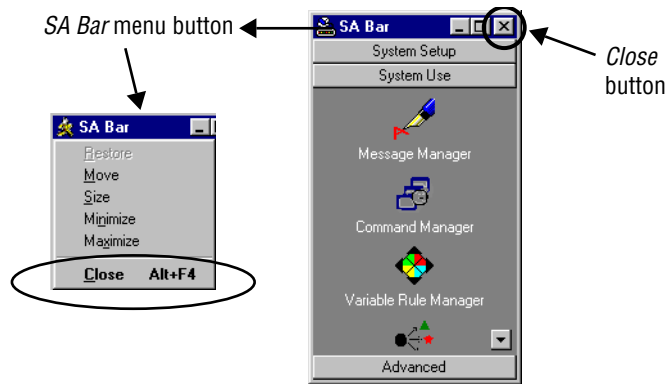 SA Bar menu button
SA Bar
System Setup
System Use
Message Manager
Command Manager
Variable Rule Manager
Advanced
Close
button
SA Bar
Restore
Move
Size
Minimize
Maximize
Close Alt+F4